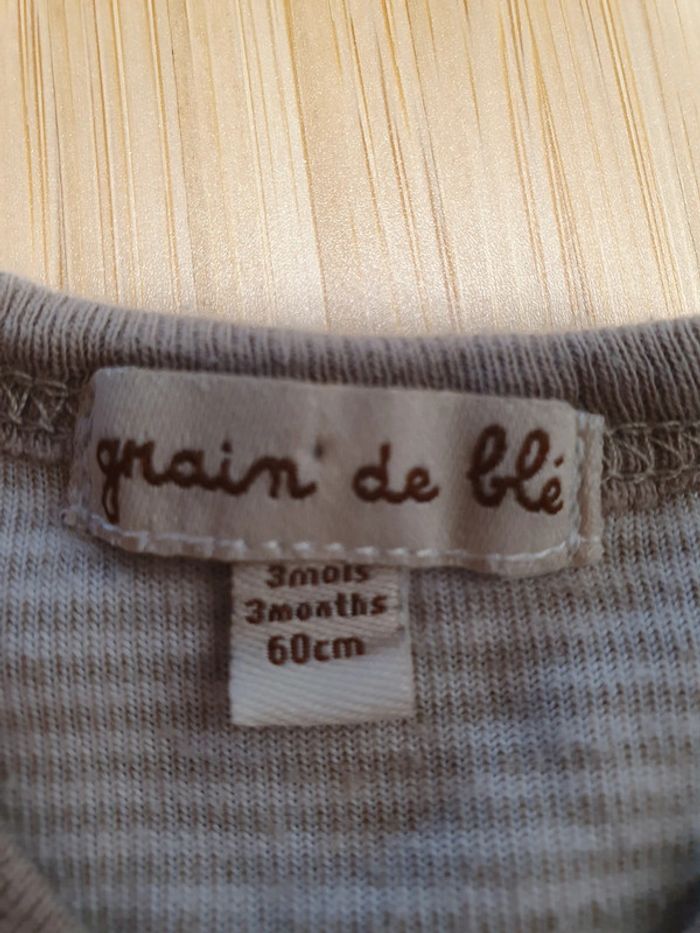 grain de blé
3mois
3months
60cm